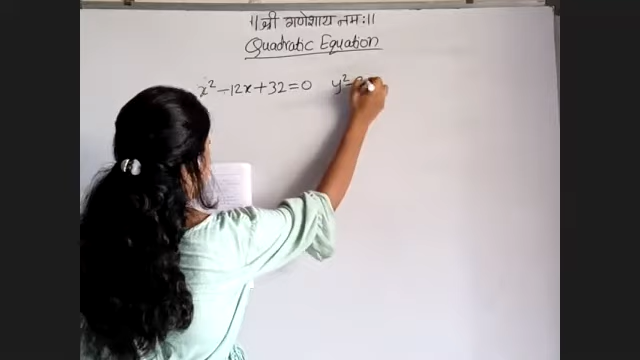 ॥श्री गणेशाय नमः॥
Quadratic Equation
x² - 12x + 32 = 0 y² -